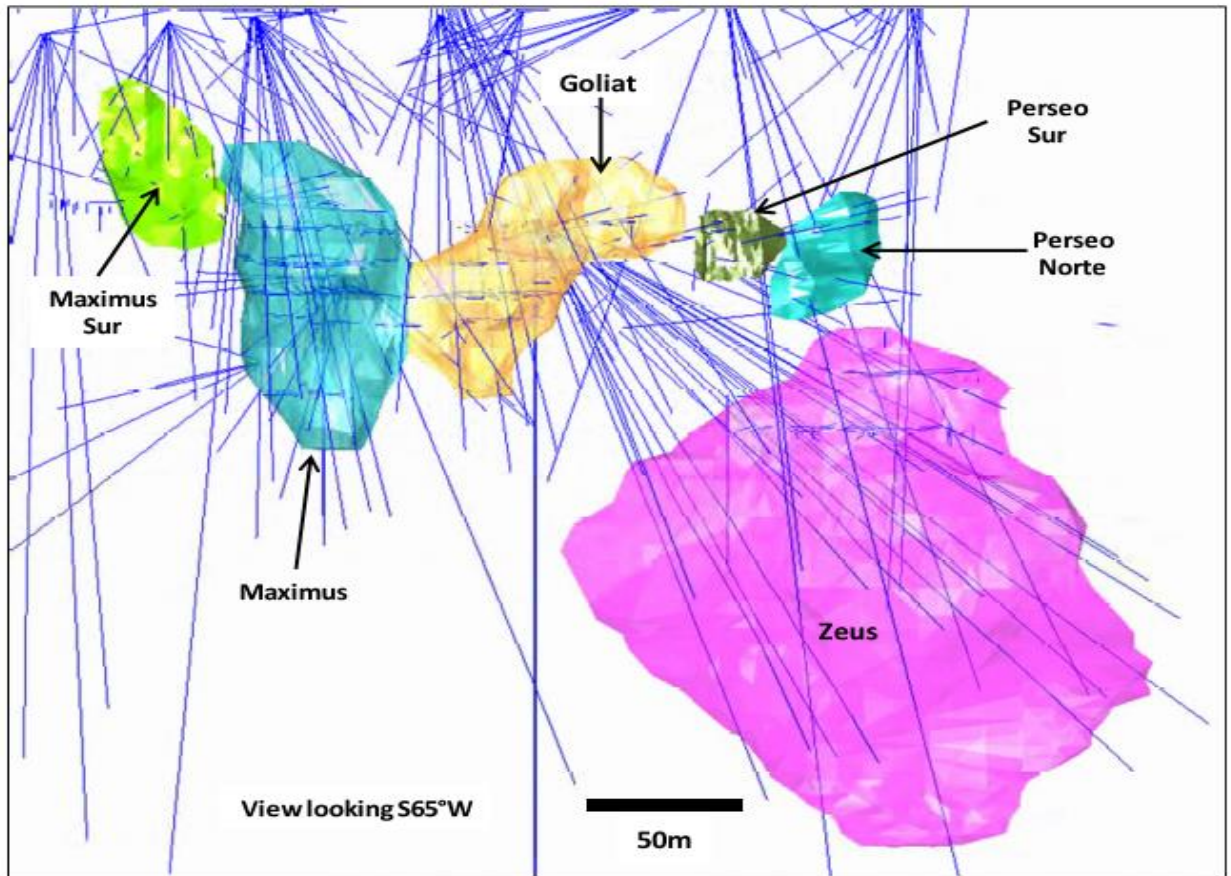 Goliat
Perseo
Sur
Perseo
Norte
Maximus
Sur
Maximus
Zeus
View looking S65°W
50m